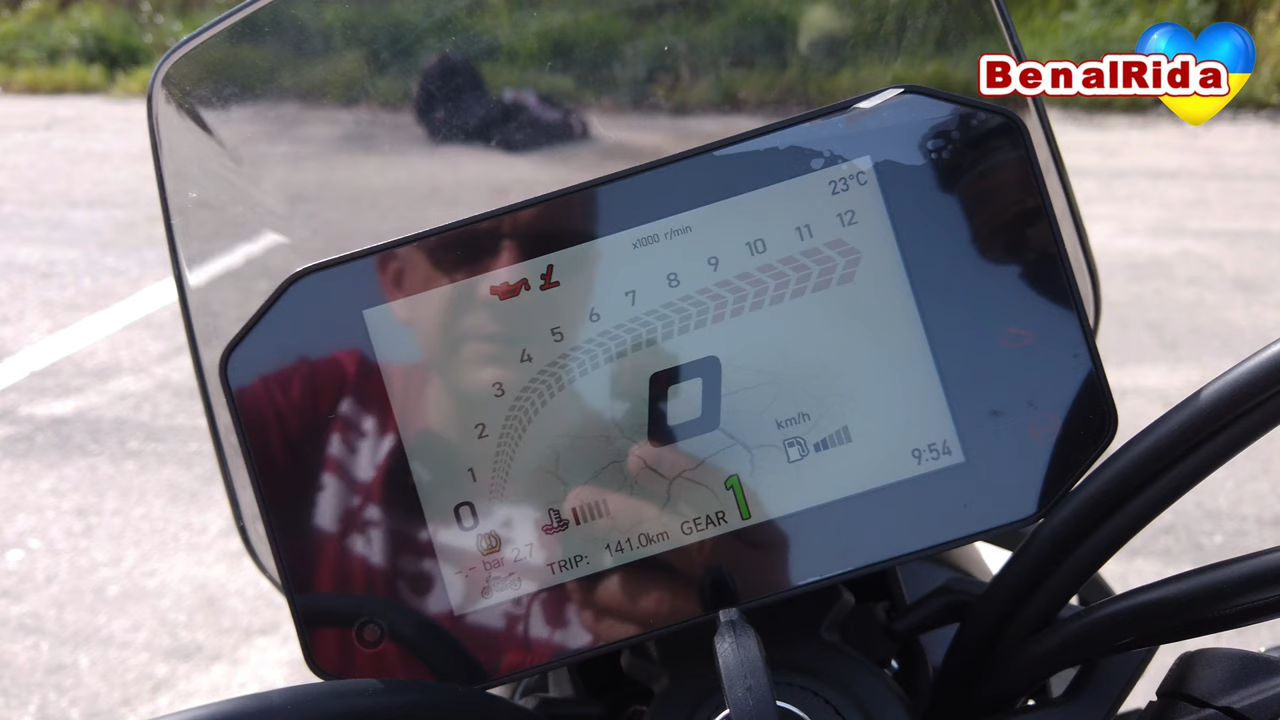 BenalRida
23°C
x1000 r/min
0 1 2 3 4 5 6 7 8 9 10 11 12
0
km/h
9:54
-.- bar 2.7
TRIP: 141.0km GEAR 1